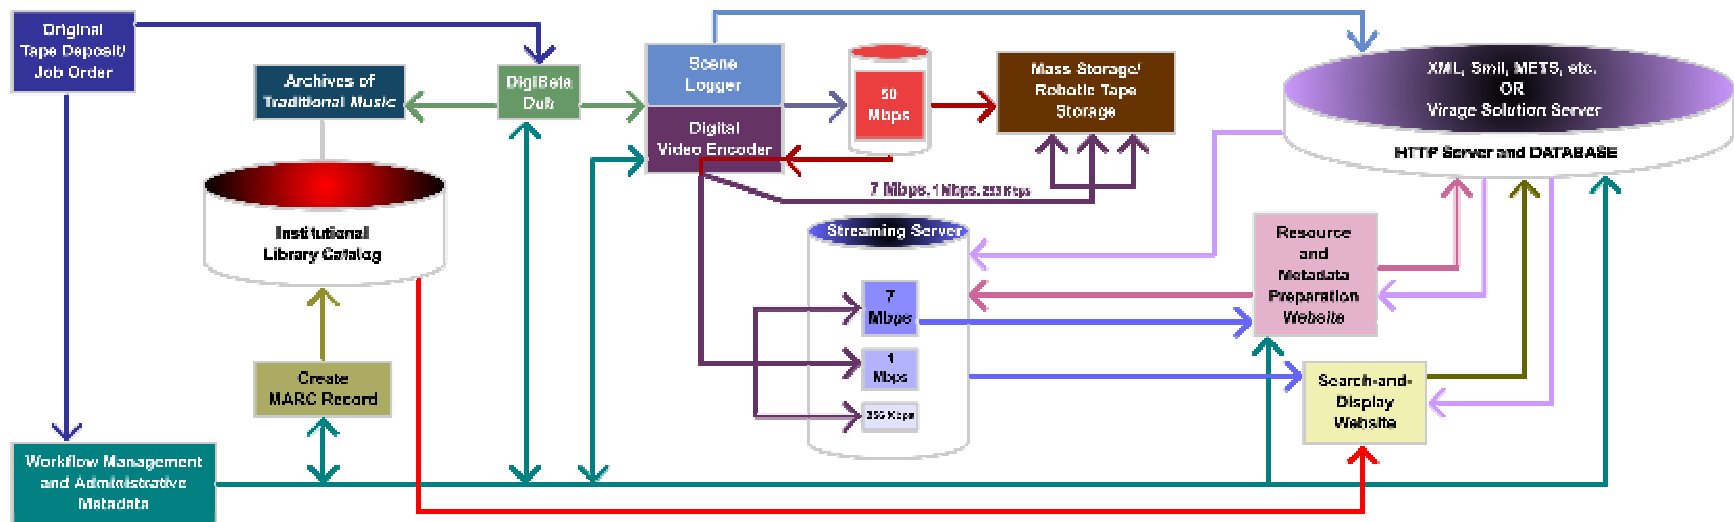 Original
Tape Deposit/
Job Order
Archives of
Traditional Music
DigiBeta
Dub
Scene
Logger
Digital
Video Encoder
50
Mbps
Mass Storage/
Robotic Tape
Storage
XML, Smil, METS, etc.
OR
Virage Solution Server
HTTP Server and DATABASE
7 Mbps, 1 Mbps, 253 Kbps
Institutional
Library Catalog
Streaming Server
7
Mbps
1
Mbps
256 Kbps
Resource
and
Metadata
Preparation
Website
Create
MARC Record
Search-and-
Display
Website
Workflow Management
and Administrative
Metadata